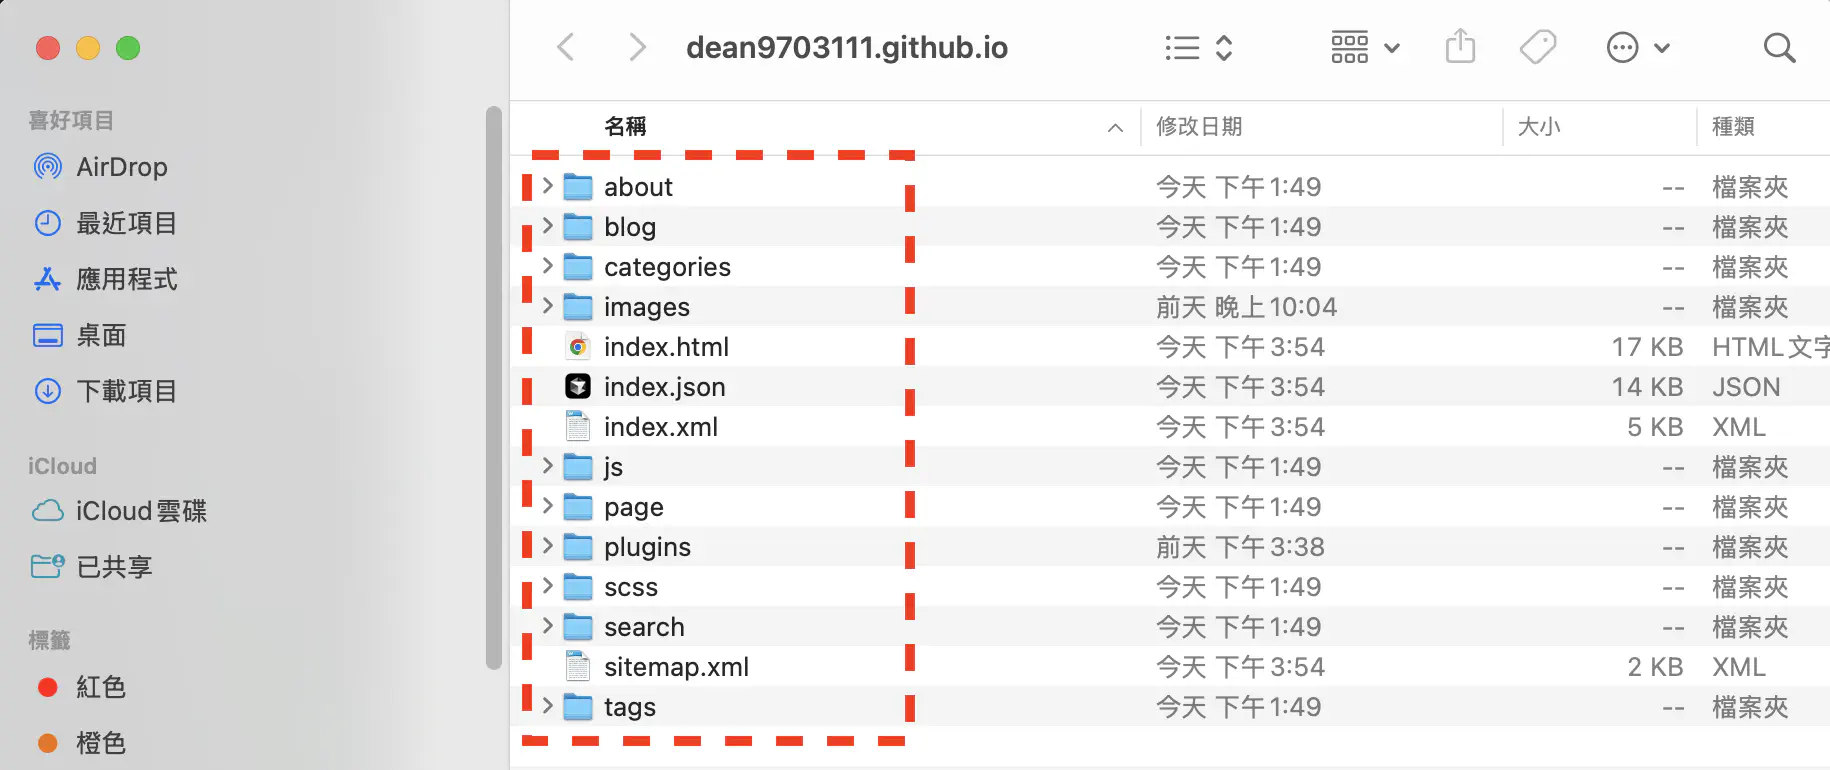 喜好項目
AirDrop
最近項目
應用程式
桌面
下載項目
iCloud
iCloud雲碟
已共享
標籤
紅色
橙色
dean9703111.github.io
名稱 修改日期 大小 種類
about 今天 下午1:49 -- 檔案夾
blog 今天 下午1:49 -- 檔案夾
categories 今天 下午1:49 -- 檔案夾
images 前天 晚上10:04 -- 檔案夾
index.html 今天 下午3:54 17 KB HTML文字
index.json 今天 下午3:54 14 KB JSON
index.xml 今天 下午3:54 5 KB XML
js 今天 下午1:49 -- 檔案夾
page 今天 下午1:49 -- 檔案夾
plugins 前天 下午3:38 -- 檔案夾
scss 今天 下午1:49 -- 檔案夾
search 今天 下午1:49 -- 檔案夾
sitemap.xml 今天 下午3:54 2 KB XML
tags 今天 下午1:49 -- 檔案夾